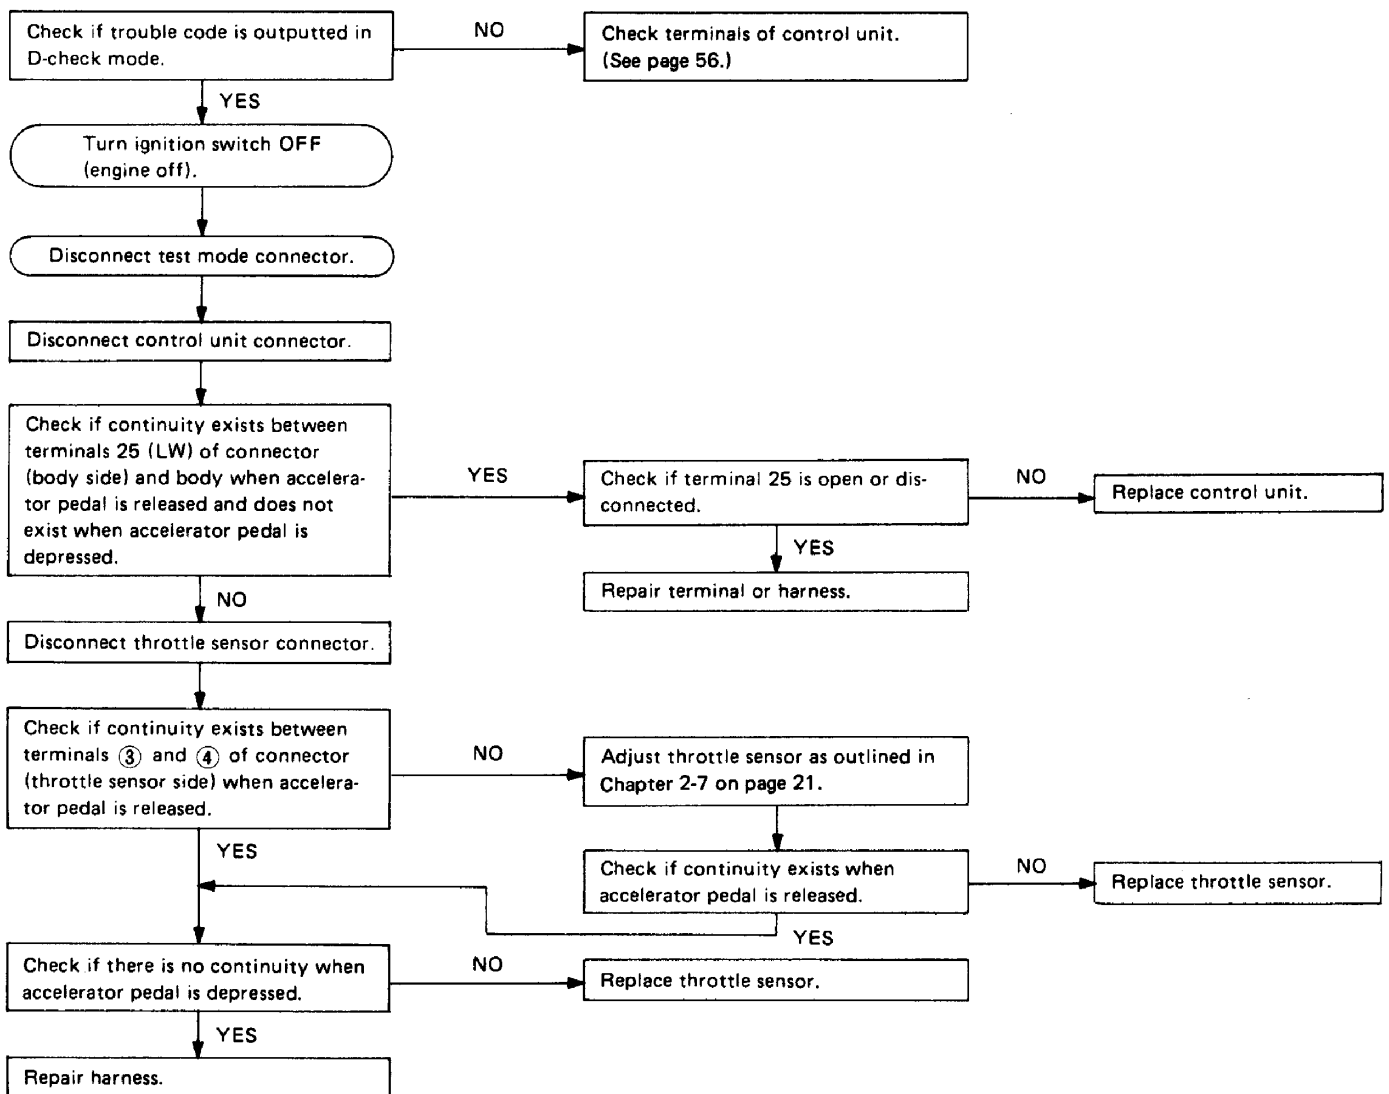 Check if trouble code is outputted in
D-check mode.
NO
Check terminals of control unit.
(See page 56.)
YES
Turn ignition switch OFF
(engine off).
Disconnect test mode connector.
Disconnect control unit connector.
Check if continuity exists between
terminals 25 (LW) of connector
(body side) and body when accelera-
tor pedal is released and does not
exist when accelerator pedal is
depressed.
YES
Check if terminal 25 is open or dis-
connected.
NO
Replace control unit.
YES
Repair terminal or harness.
NO
Disconnect throttle sensor connector.
Check if continuity exists between
terminals ③ and ④ of connector
(throttle sensor side) when accelera-
tor pedal is released.
NO
Adjust throttle sensor as outlined in
Chapter 2-7 on page 21.
YES
Check if continuity exists when
accelerator pedal is released.
NO
Replace throttle sensor.
YES
Check if there is no continuity when
accelerator pedal is depressed.
NO
Replace throttle sensor.
YES
Repair harness.